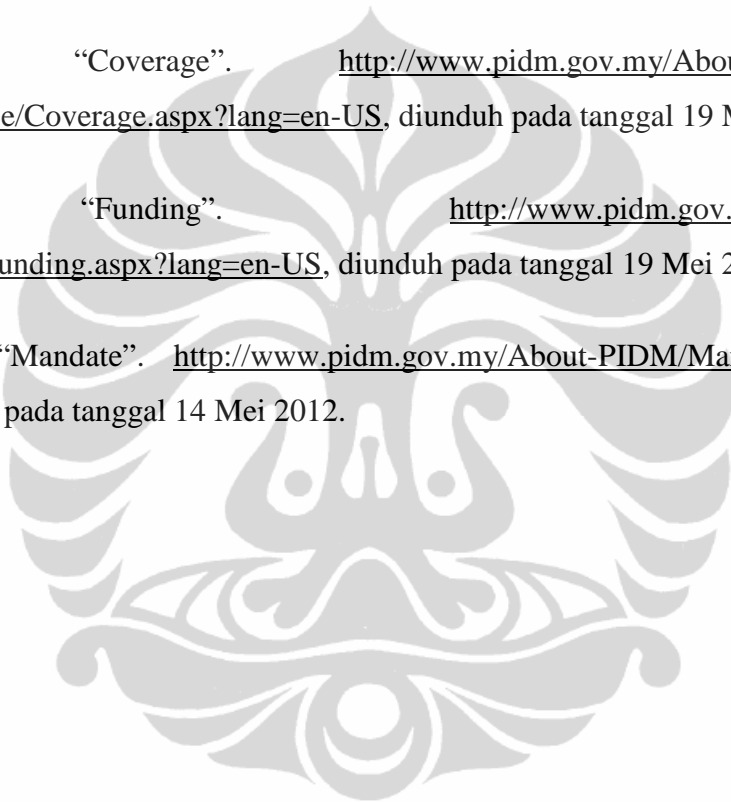 “Coverage”. http://www.pidm.gov.my/Abou
e/Coverage.aspx?lang=en-US, diunduh pada tanggal 19 M
“Funding”. http://www.pidm.gov.
unding.aspx?lang=en-US, diunduh pada tanggal 19 Mei 2
“Mandate”. http://www.pidm.gov.my/About-PIDM/Ma
pada tanggal 14 Mei 2012.